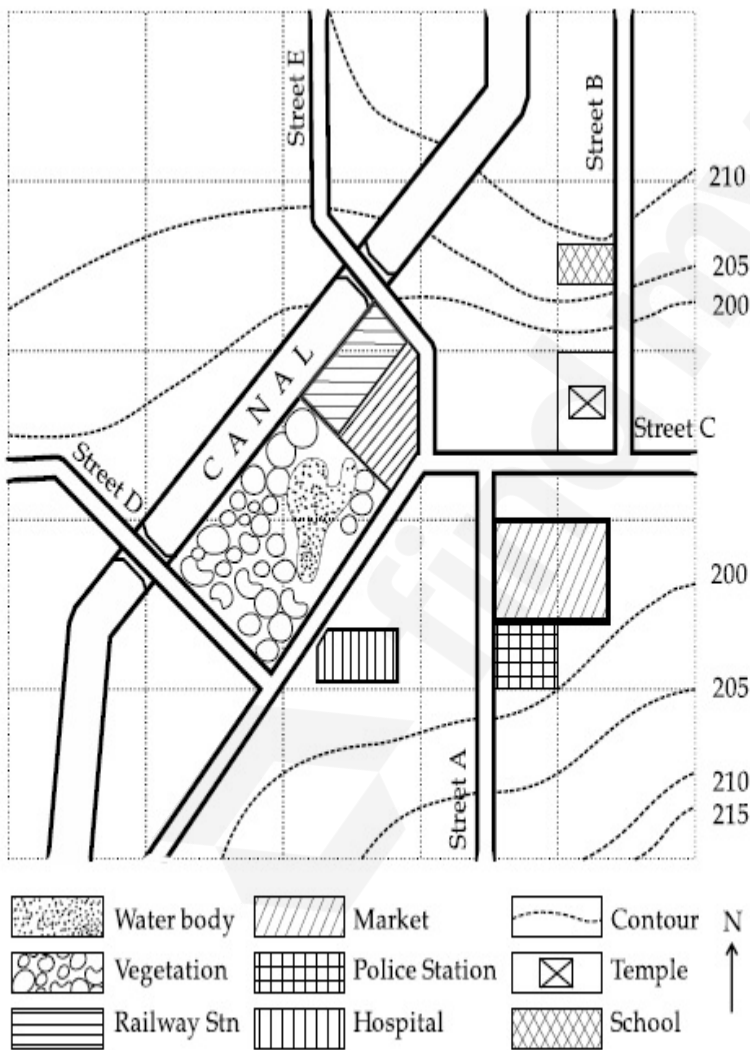 Street E
Street B
210
205
200
CANAL
Street C
Street D
200
205
210
215
Street A
Water body
Market
Contour
N
Vegetation
Police Station
Temple
Railway Stn
Hospital
School